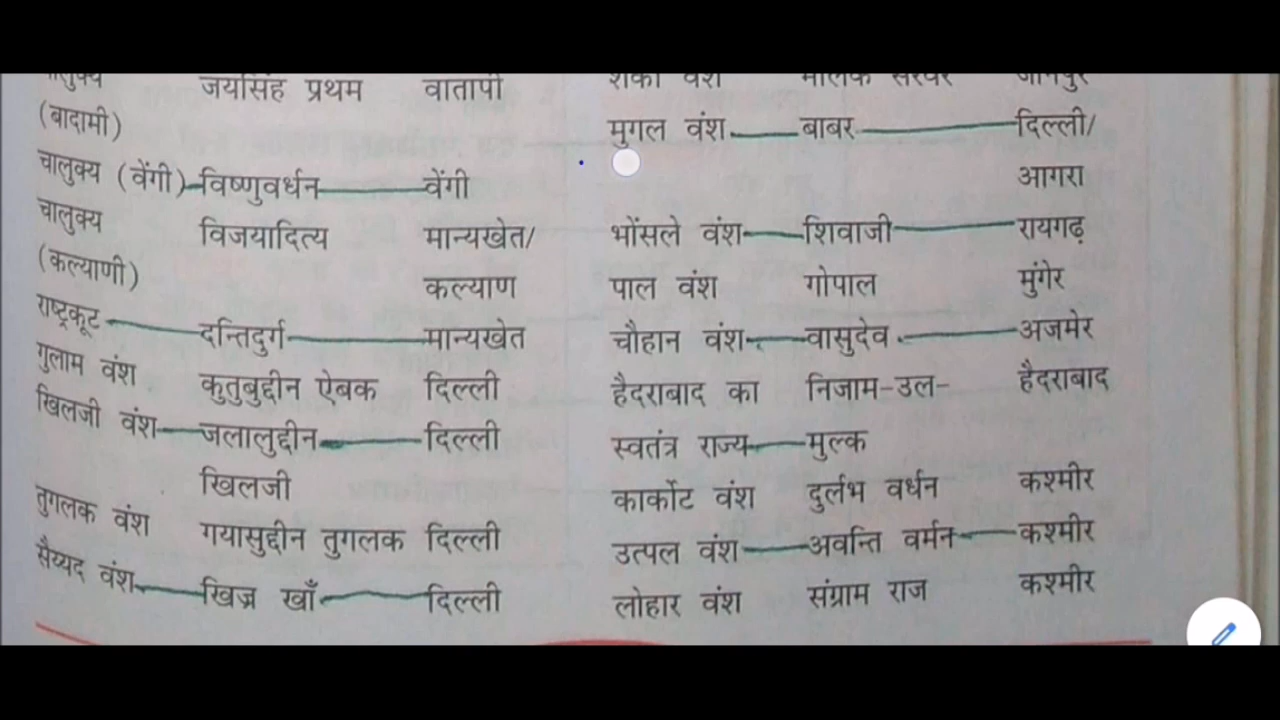 जयसिंह प्रथम वातापी
(बादामी)
चालुक्य (वेंगी) विष्णुवर्धन वेंगी
चालुक्य विजयादित्य मान्यखेत/
(कल्याणी) कल्याण
राष्ट्रकूट दन्तिदुर्ग मान्यखेत
गुलाम वंश कुतुबुद्दीन ऐबक दिल्ली
खिलजी वंश जलालुद्दीन दिल्ली
खिलजी
तुगलक वंश गयासुद्दीन तुगलक दिल्ली
सैय्यद वंश खिज्र खाँ दिल्ली
वंश
मुगल वंश बाबर दिल्ली/
आगरा
भोंसले वंश शिवाजी रायगढ़
पाल वंश गोपाल मुंगेर
चौहान वंश वासुदेव अजमेर
हैदराबाद का निजाम-उल- हैदराबाद
स्वतंत्र राज्य मुल्क
कार्कोट वंश दुर्लभ वर्धन कश्मीर
उत्पल वंश अवन्ति वर्मन कश्मीर
लोहार वंश संग्राम राज कश्मीर